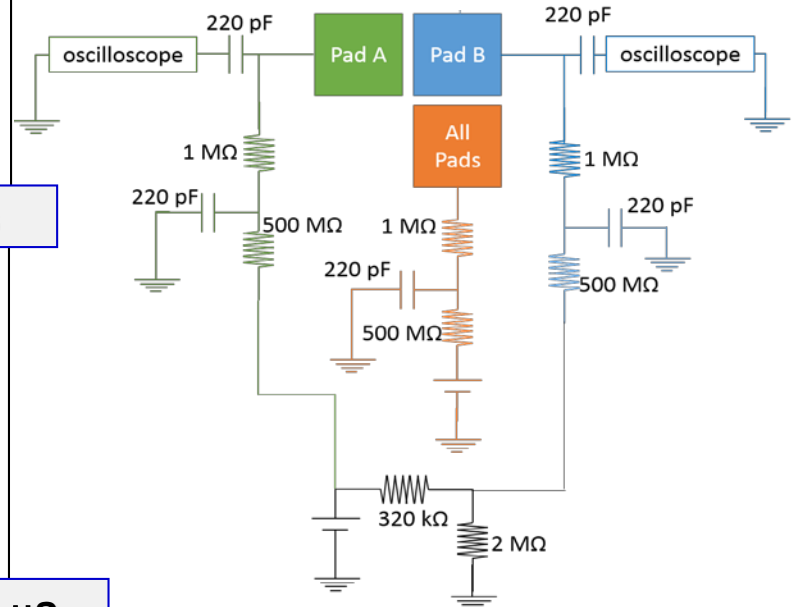 220 pF
220 pF
oscilloscope
Pad A
Pad B
oscilloscope
All
Pads
1 MΩ
1 MΩ
220 pF
500 MΩ
1 MΩ
220 pF
220 pF
500 MΩ
500 MΩ
320 kΩ
2 MΩ